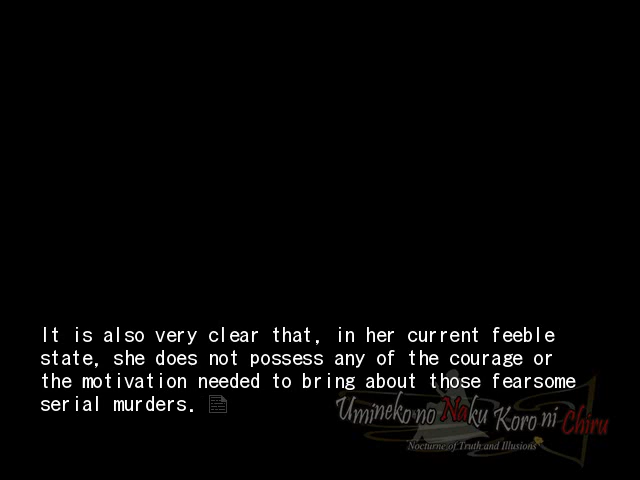 It is also very clear that, in her current feeble
state, she does not possess any of the courage or
the motivation needed to bring about those fearsome
serial murders.
Umineko no Naku Koro ni Chiru
Nocturne of Truth and Illusions